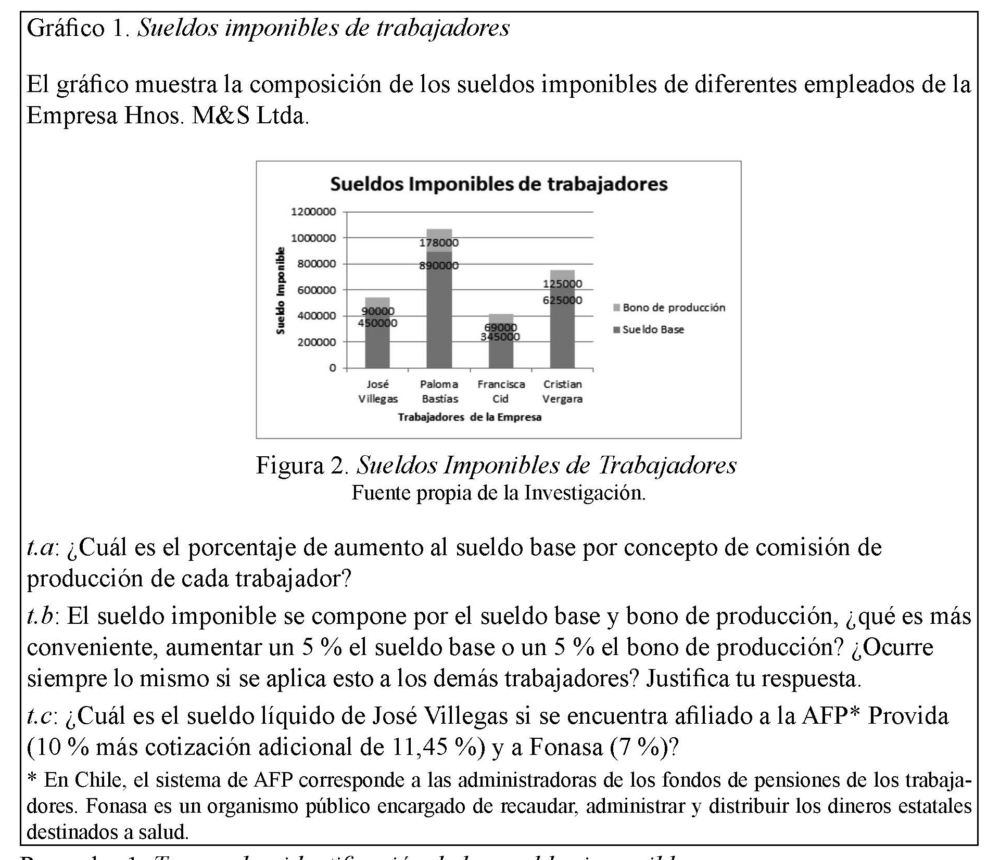 Gráfico 1. Sueldos imponibles de trabajadores
El gráfico muestra la composición de los sueldos imponibles de diferentes empleados de la
Empresa Hnos. M&S Ltda.
Sueldos Imponibles de trabajadores
Sueldo Imponible
1200000
1000000
800000
600000
400000
200000
0
90000
450000
178000
890000
69000
345000
125000
625000
Bono de producción
Sueldo Base
José
Villegas
Paloma
Bastías
Francisca
Cid
Cristian
Vergara
Trabajadores de la Empresa
Figura 2. Sueldos Imponibles de Trabajadores
Fuente propia de la Investigación.
t.a: ¿Cuál es el porcentaje de aumento al sueldo base por concepto de comisión de
producción de cada trabajador?
t.b: El sueldo imponible se compone por el sueldo base y bono de producción, ¿qué es más
conveniente, aumentar un 5 % el sueldo base o un 5 % el bono de producción? ¿Ocurre
siempre lo mismo si se aplica esto a los demás trabajadores? Justifica tu respuesta.
t.c: ¿Cuál es el sueldo líquido de José Villegas si se encuentra afiliado a la AFP* Provida
(10 % más cotización adicional de 11,45 %) y a Fonasa (7 %)?
* En Chile, el sistema de AFP corresponde a las administradoras de los fondos de pensiones de los trabaja-
dores. Fonasa es un organismo público encargado de recaudar, administrar y distribuir los dineros estatales
destinados a salud.